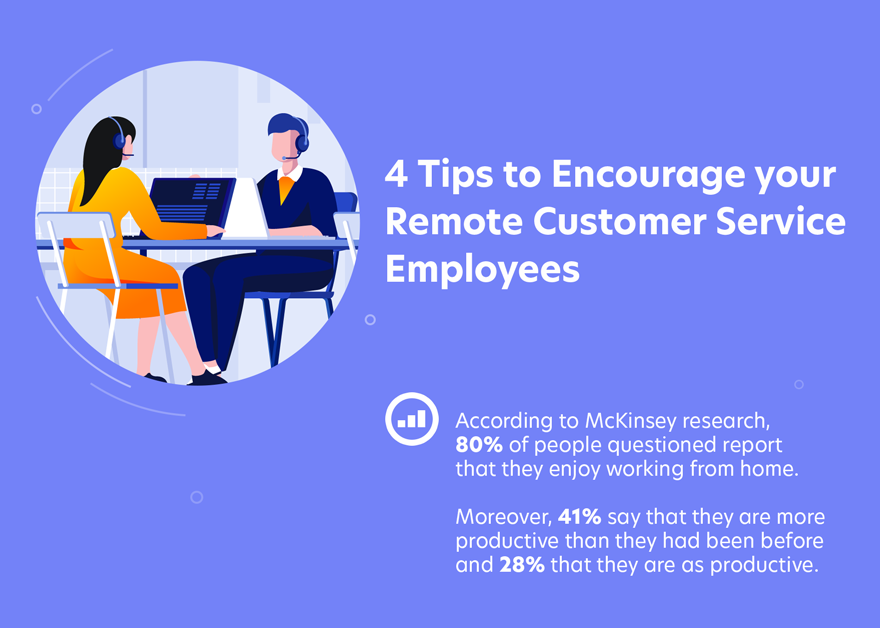 4 Tips to Encourage your
Remote Customer Service
Employees
According to McKinsey research,
80% of people questioned report
that they enjoy working from home.
Moreover, 41% say that they are more
productive than they had been before
and 28% that they are as productive.